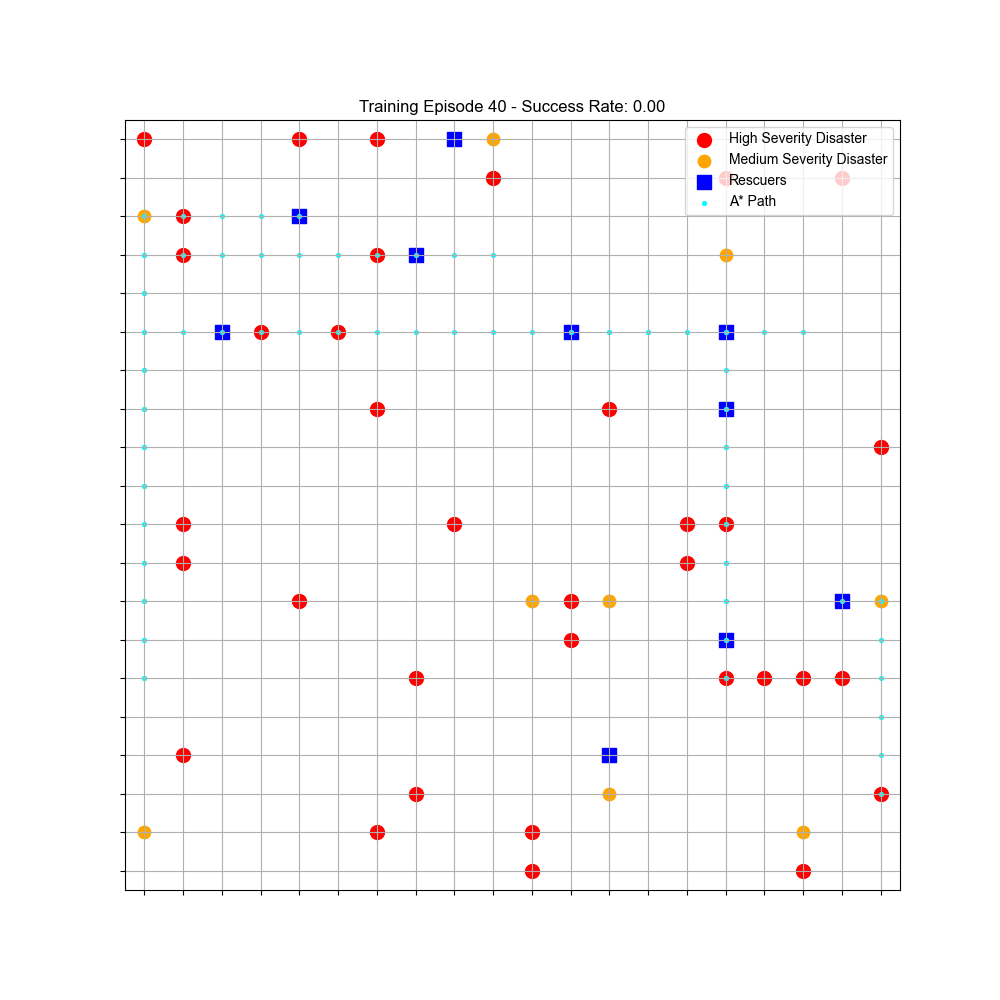 Training Episode 40 - Success Rate: 0.00
High Severity Disaster
Medium Severity Disaster
Rescuers
A* Path